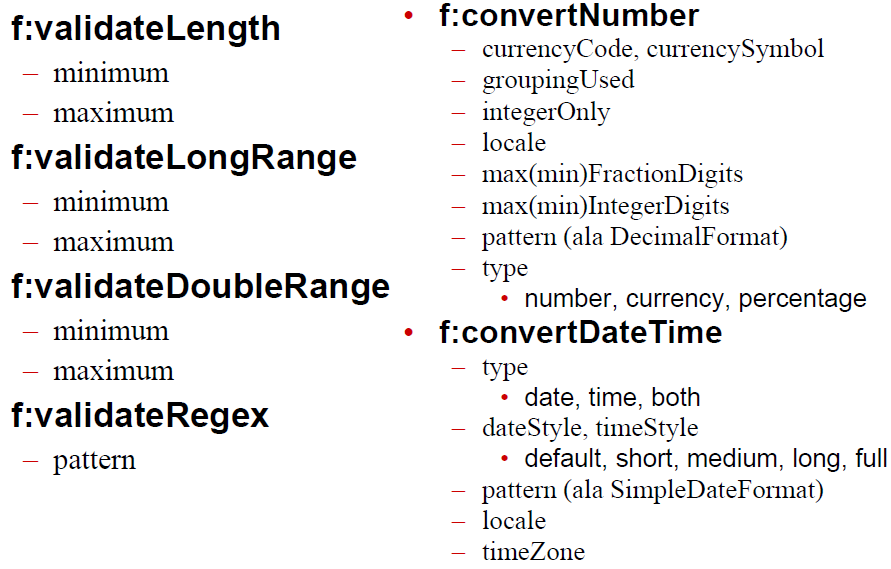 f:validateLength
– minimum
– maximum
f:validateLongRange
– minimum
– maximum
f:validateDoubleRange
– minimum
– maximum
f:validateRegex
– pattern
• f:convertNumber
– currencyCode, currencySymbol
– groupingUsed
– integerOnly
– locale
– max(min)FractionDigits
– max(min)IntegerDigits
– pattern (ala DecimalFormat)
– type
• number, currency, percentage
• f:convertDateTime
– type
• date, time, both
– dateStyle, timeStyle
• default, short, medium, long, full
– pattern (ala SimpleDateFormat)
– locale
– timeZone